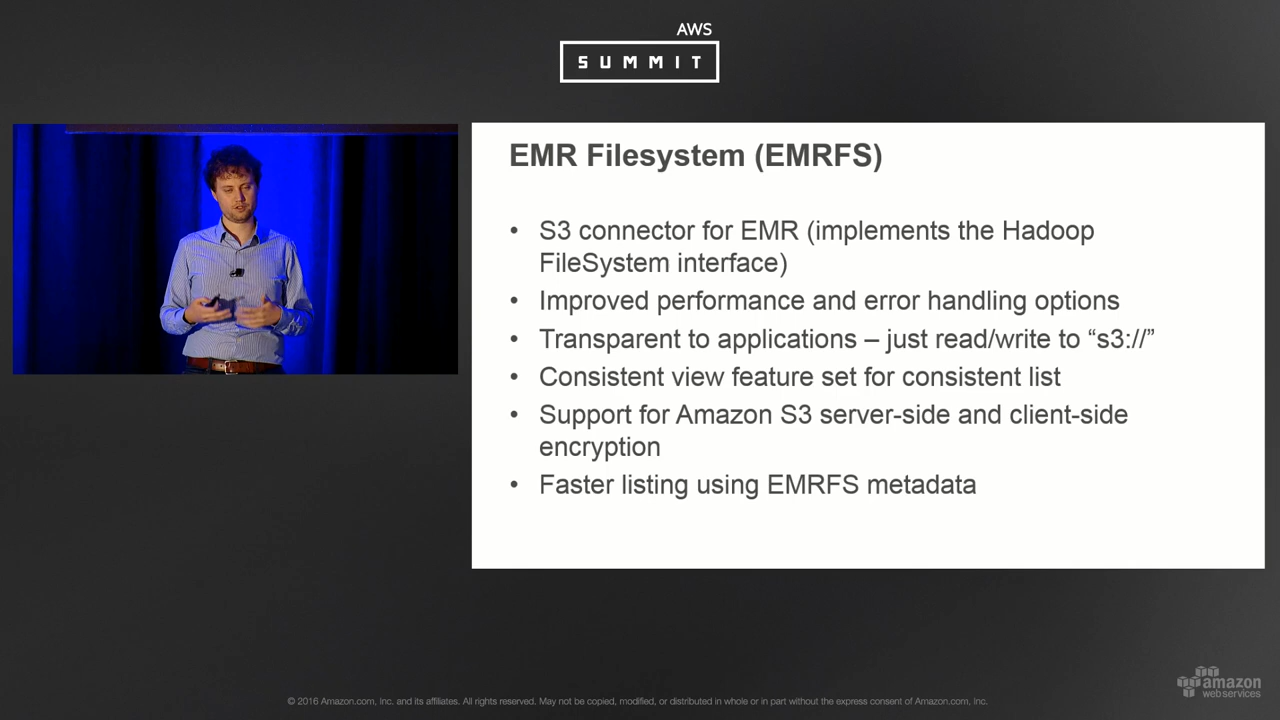 AWS
SUMMIT
EMR Filesystem (EMRFS)
• S3 connector for EMR (implements the Hadoop
FileSystem interface)
• Improved performance and error handling options
• Transparent to applications – just read/write to “s3://”
• Consistent view feature set for consistent list
• Support for Amazon S3 server-side and client-side
encryption
• Faster listing using EMRFS metadata
amazon
web services
© 2016 Amazon.com, Inc. and its affiliates. All rights reserved. May not be copied, modified, or distributed in whole or in part without the express consent of Amazon.com, Inc.